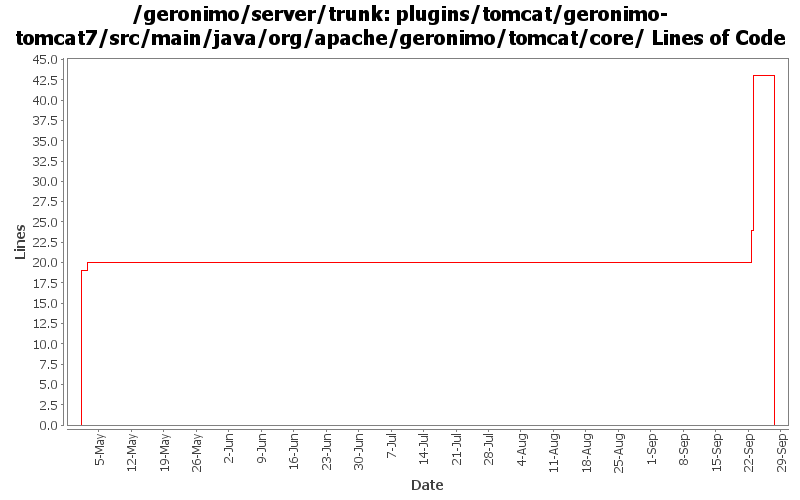 /geronimo/server/trunk: plugins/tomcat/geronimo-
tomcat7/src/main/java/org/apache/geronimo/tomcat/core/ Lines of Code
45.0
42.5
40.0
37.5
35.0
32.5
30.0
27.5
25.0
22.5
20.0
17.5
15.0
12.5
10.0
7.5
5.0
2.5
0.0
Lines
5-May
12-May
19-May
26-May
2-Jun
9-Jun
16-Jun
23-Jun
30-Jun
7-Jul
14-Jul
21-Jul
28-Jul
4-Aug
11-Aug
18-Aug
25-Aug
1-Sep
8-Sep
15-Sep
22-Sep
29-Sep
Date